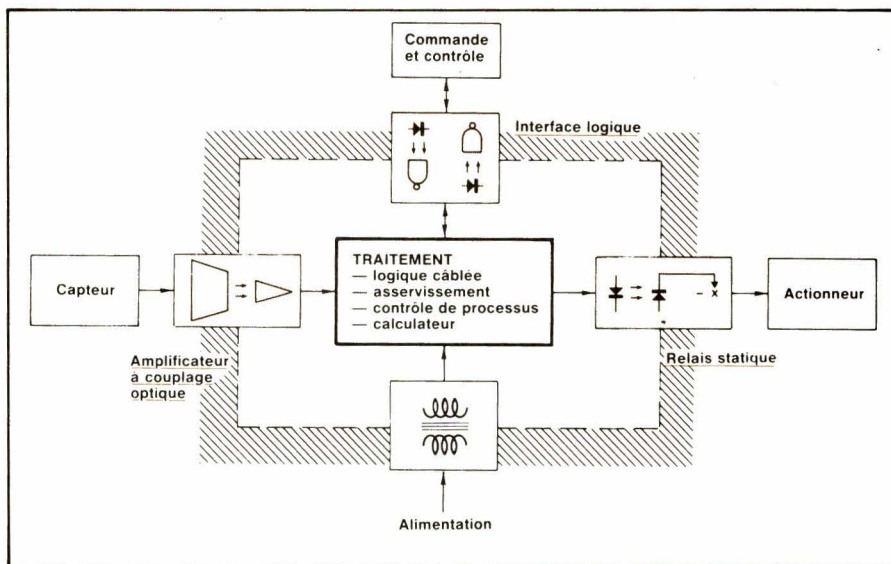 Commande
et contrôle
Interface logique
TRAITEMENT
— logique câblée
— asservissement
— contrôle de processus
— calculateur
Capteur
Actionneur
Amplificateur
à couplage
optique
Relais statique
Alimentation